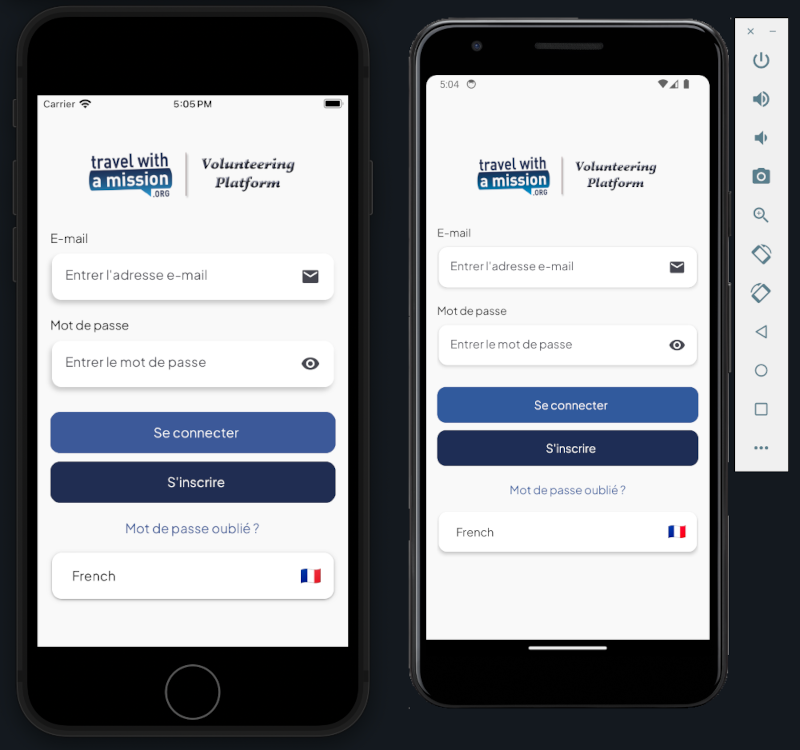 Carrier
5:05 PM
travel with
a mission
.ORG
Volunteering
Platform
E-mail
Entrer l'adresse e-mail
Mot de passe
Entrer le mot de passe
Se connecter
S'inscrire
Mot de passe oublié ?
French
5:04
travel with
a mission
.ORG
Volunteering
Platform
E-mail
Entrer l'adresse e-mail
Mot de passe
Entrer le mot de passe
Se connecter
S'inscrire
Mot de passe oublié ?
French